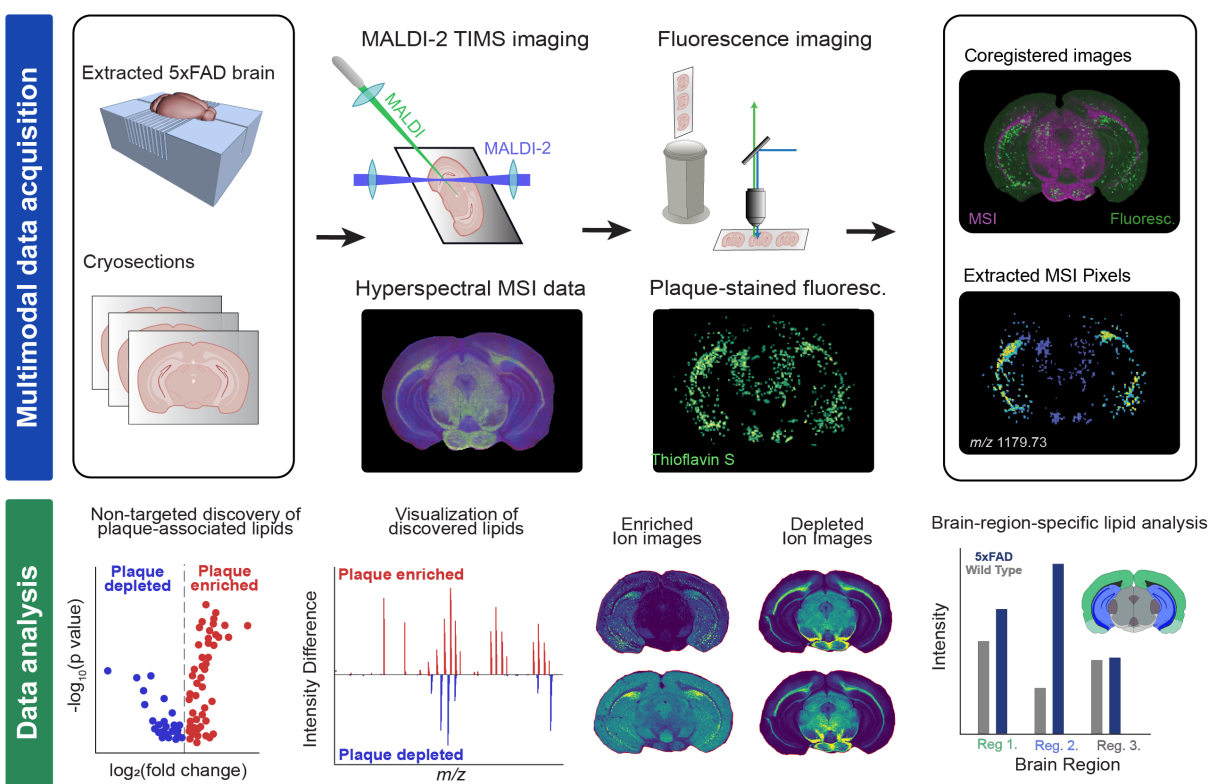 Multimodal data acquisition
Extracted 5xFAD brain
Cryosections
MALDI-2 TIMS imaging
MALDI
MALDI-2
Hyperspectral MSI data
Fluorescence imaging
Plaque-stained fluoresc.
Thioflavin S
Coregistered images
MSI
Fluoresc.
Extracted MSI Pixels
m/z 1179.73
Data analysis
Non-targeted discovery of
plaque-associated lipids
Plaque
depleted
Plaque
enriched
-log₁₀(p value)
log₂(fold change)
Visualization of
discovered lipids
Plaque enriched
Intensity Difference
Plaque depleted
m/z
Enriched
Ion images
Depleted
Ion Images
Brain-region-specific lipid analysis
5xFAD
Wild Type
Intensity
Reg 1.
Reg. 2.
Reg. 3.
Brain Region